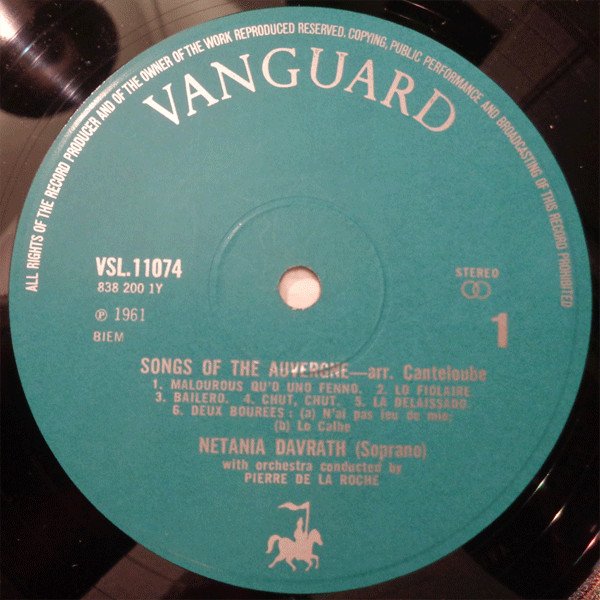 ALL RIGHTS OF THE RECORD PRODUCER AND OF THE OWNER OF THE WORK REPRODUCED RESERVED. COPYING, PUBLIC PERFORMANCE AND BROADCASTING OF THIS RECORD PROHIBITED
VANGUARD
VSL.11074
838 200 1Y
℗ 1961
BIEM
STEREO
1
SONGS OF THE AUVERGNE—arr. Canteloube
1. MALOUROUS QU'O UNO FENNO. 2. LO FIOLAIRE
3. BAILERO. 4. CHUT, CHUT. 5. LA DELAISSADO.
6. DEUX BOUREES: (a) N'ai pas ieu de mio:
(b) Lo Calhe
NETANIA DAVRATH (Soprano)
with orchestra conducted by
PIERRE DE LA ROCHE